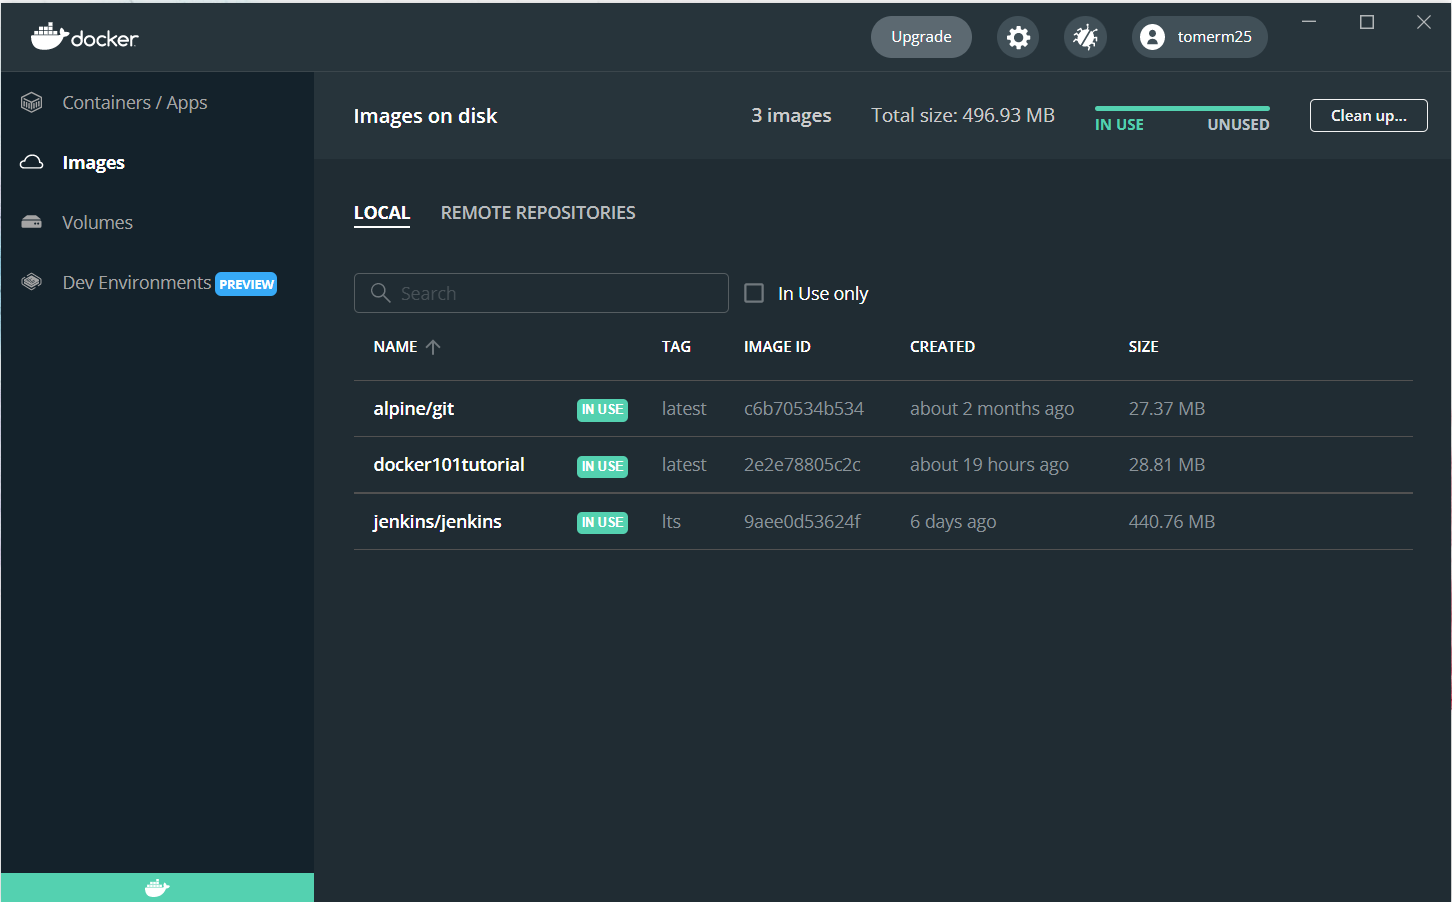 docker
Upgrade
tomerm25
Containers / Apps
Images
Volumes
Dev Environments PREVIEW
Images on disk
3 images
Total size: 496.93 MB
IN USE UNUSED
Clean up...
LOCAL REMOTE REPOSITORIES
Search
In Use only
NAME TAG IMAGE ID CREATED SIZE
alpine/git IN USE latest c6b70534b534 about 2 months ago 27.37 MB
docker101tutorial IN USE latest 2e2e78805c2c about 19 hours ago 28.81 MB
jenkins/jenkins IN USE lts 9aee0d53624f 6 days ago 440.76 MB